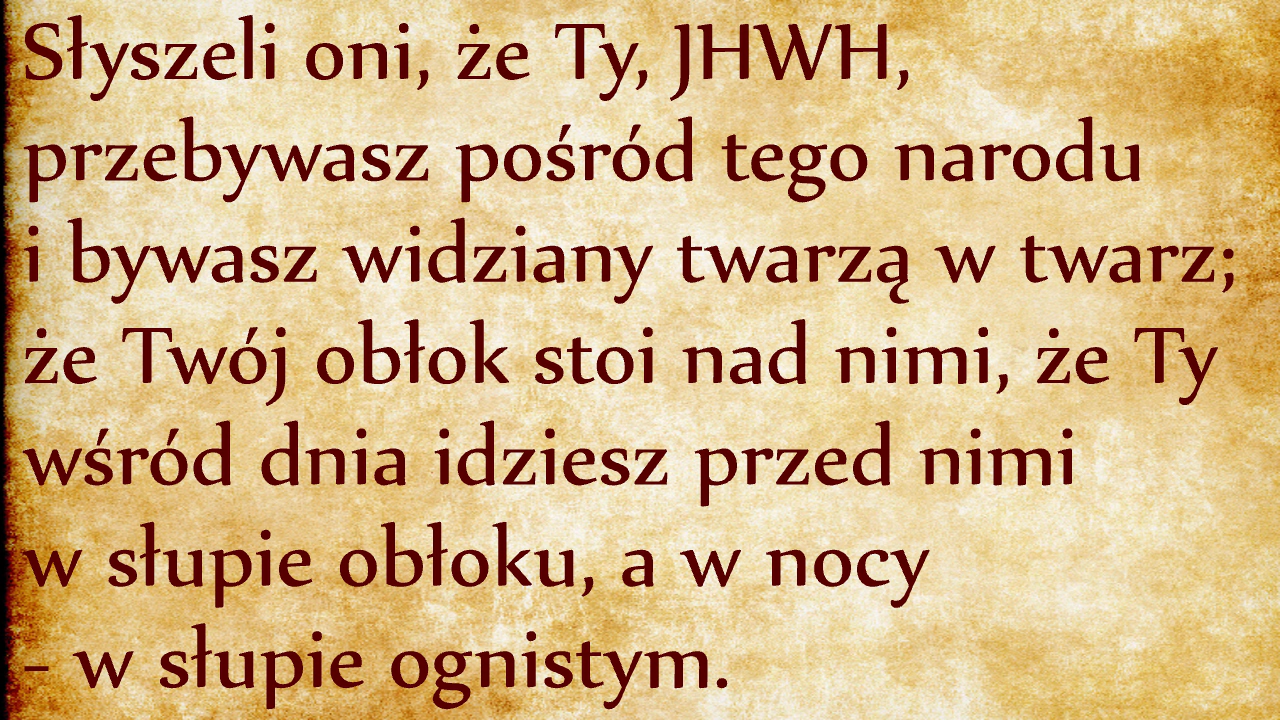 Słyszeli oni, że Ty, JHWH,
przebywasz pośród tego narodu
i bywasz widziany twarzą w twarz;
że Twój obłok stoi nad nimi, że Ty
wśród dnia idziesz przed nimi
w słupie obłoku, a w nocy
- w słupie ognistym.